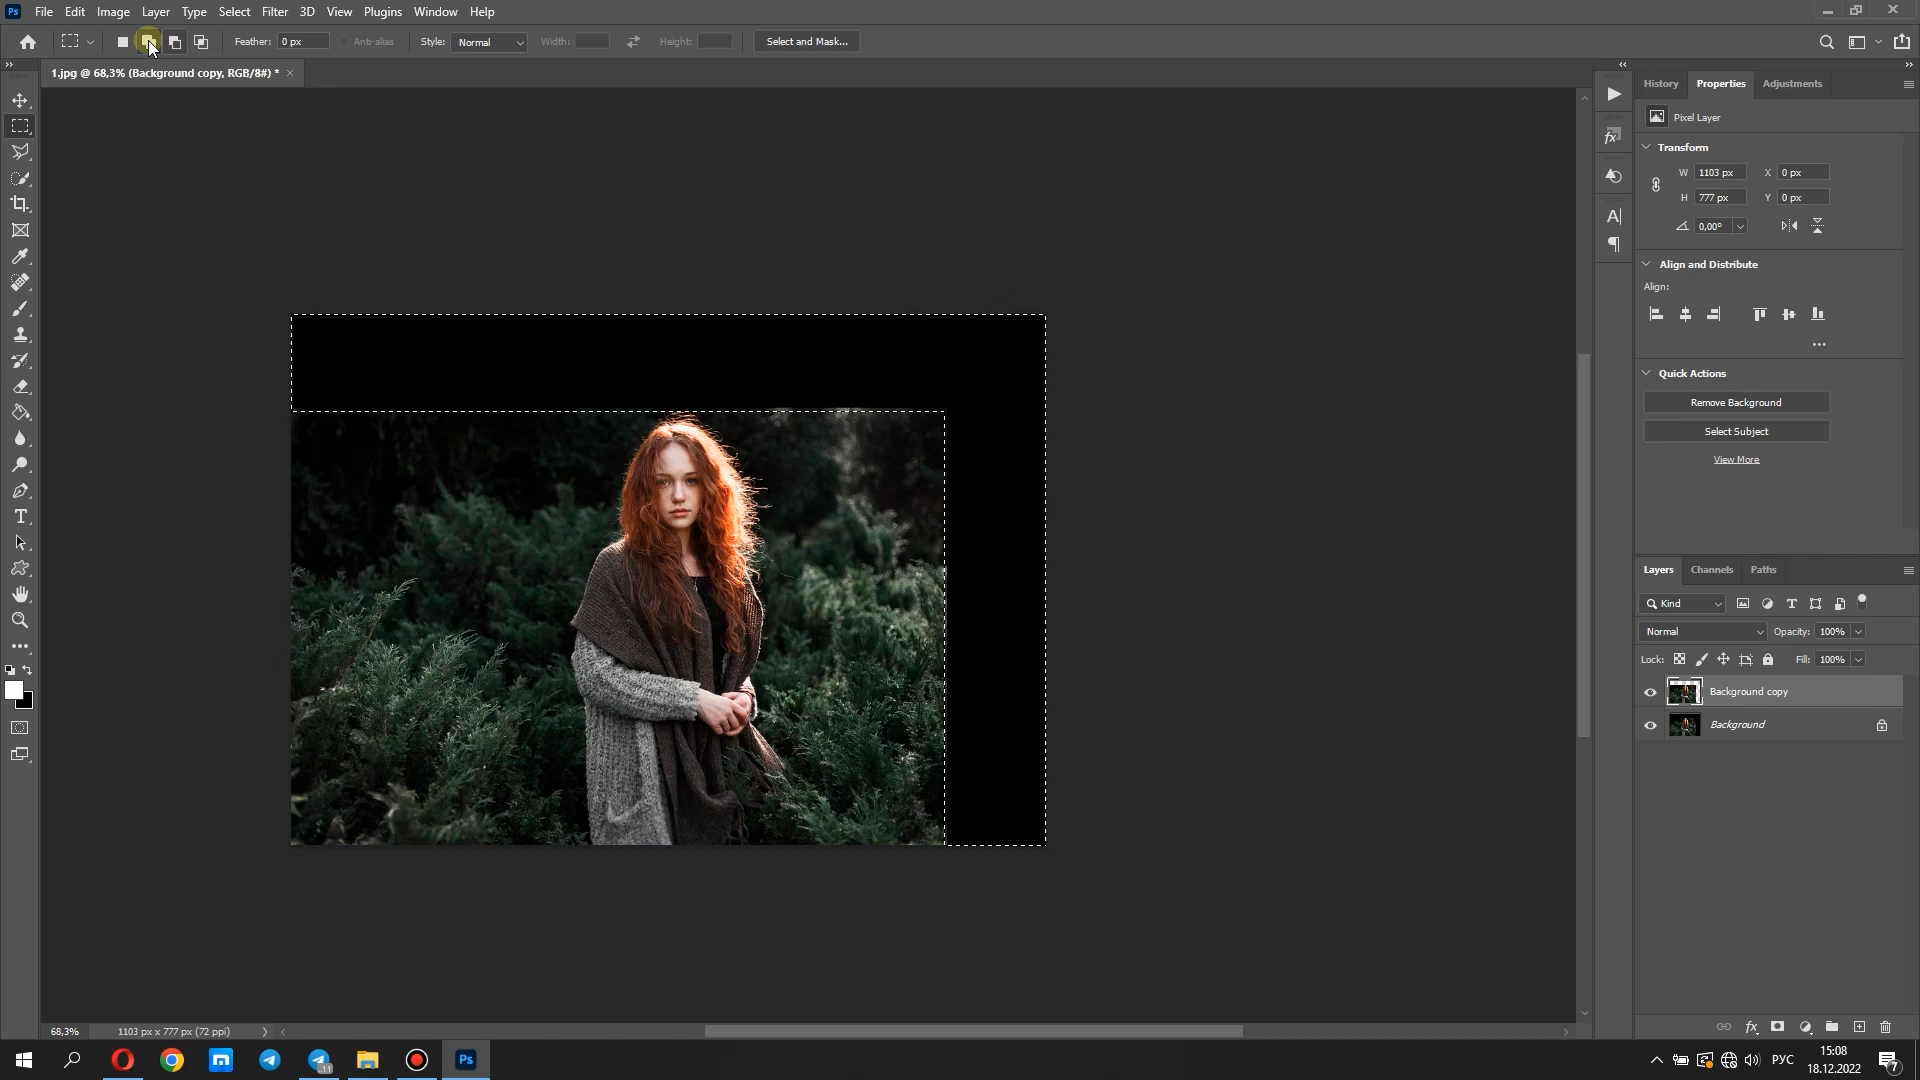 Ps File Edit Image Layer Type Select Filter 3D View Plugins Window Help
Feather: 0 px Anti-alias Style: Normal Width: Height: Select and Mask...
1.jpg @ 68,3% (Background copy, RGB/8#) * ×
History Properties Adjustments
Pixel Layer
Transform
W 1103 px X 0 px
H 777 px Y 0 px
0,00°
Align and Distribute
Align:
Quick Actions
Remove Background
Select Subject
View More
Layers Channels Paths
Kind
Normal Opacity: 100%
Lock: Fill: 100%
Background copy
Background
68,3% 1103 px x 777 px (72 ppi)
Ps
..11
РУС
15:08
18.12.2022
7